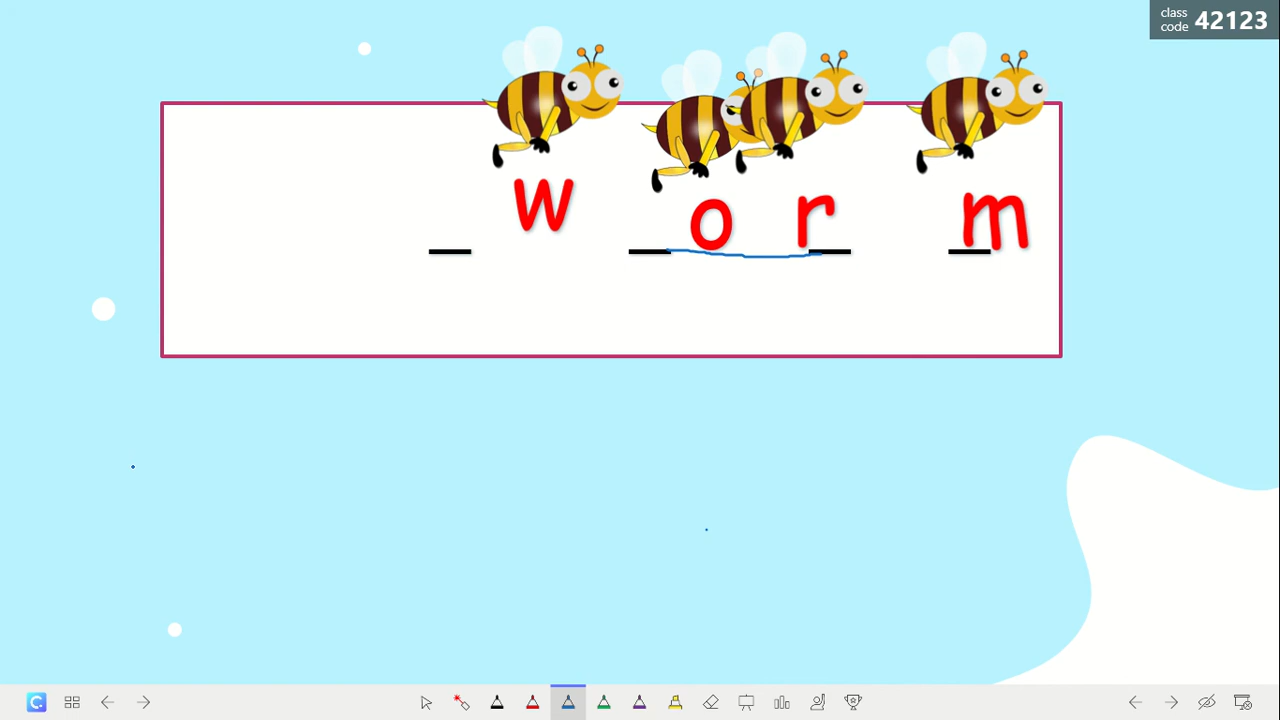 class
code 42123
w o r m
_ _ _ _